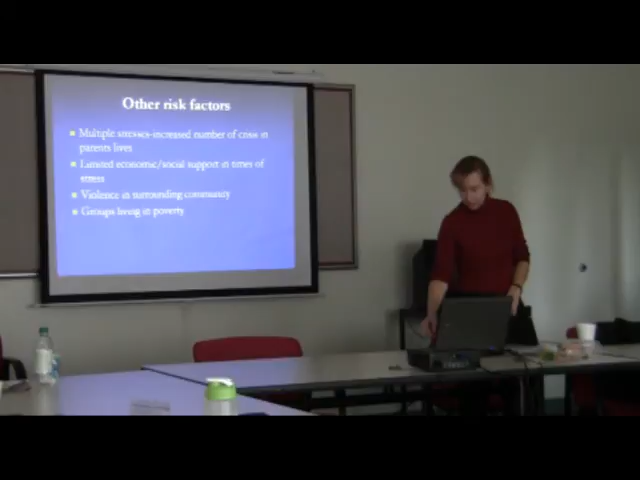 Other risk factors
Multiple stresses-increased number of crisis in
parents lives
Limited economic/social support in times of
stress
Violence in surrounding community
Groups living in poverty